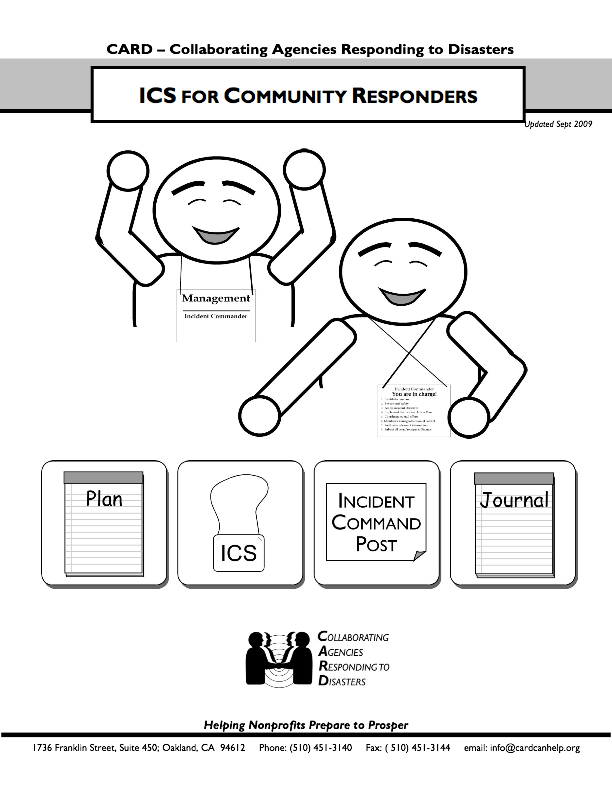 CARD – Collaborating Agencies Responding to Disasters
ICS FOR COMMUNITY RESPONDERS
Updated Sept 2009
Management
Incident Commander
Incident Commander
You are in charge!
Plan
ICS
INCIDENT
COMMAND
POST
Journal
COLLABORATING
AGENCIES
RESPONDING TO
DISASTERS
Helping Nonprofits Prepare to Prosper
1736 Franklin Street, Suite 450; Oakland, CA 94612 Phone: (510) 451-3140 Fax: ( 510) 451-3144 email: info@cardcanhelp.org